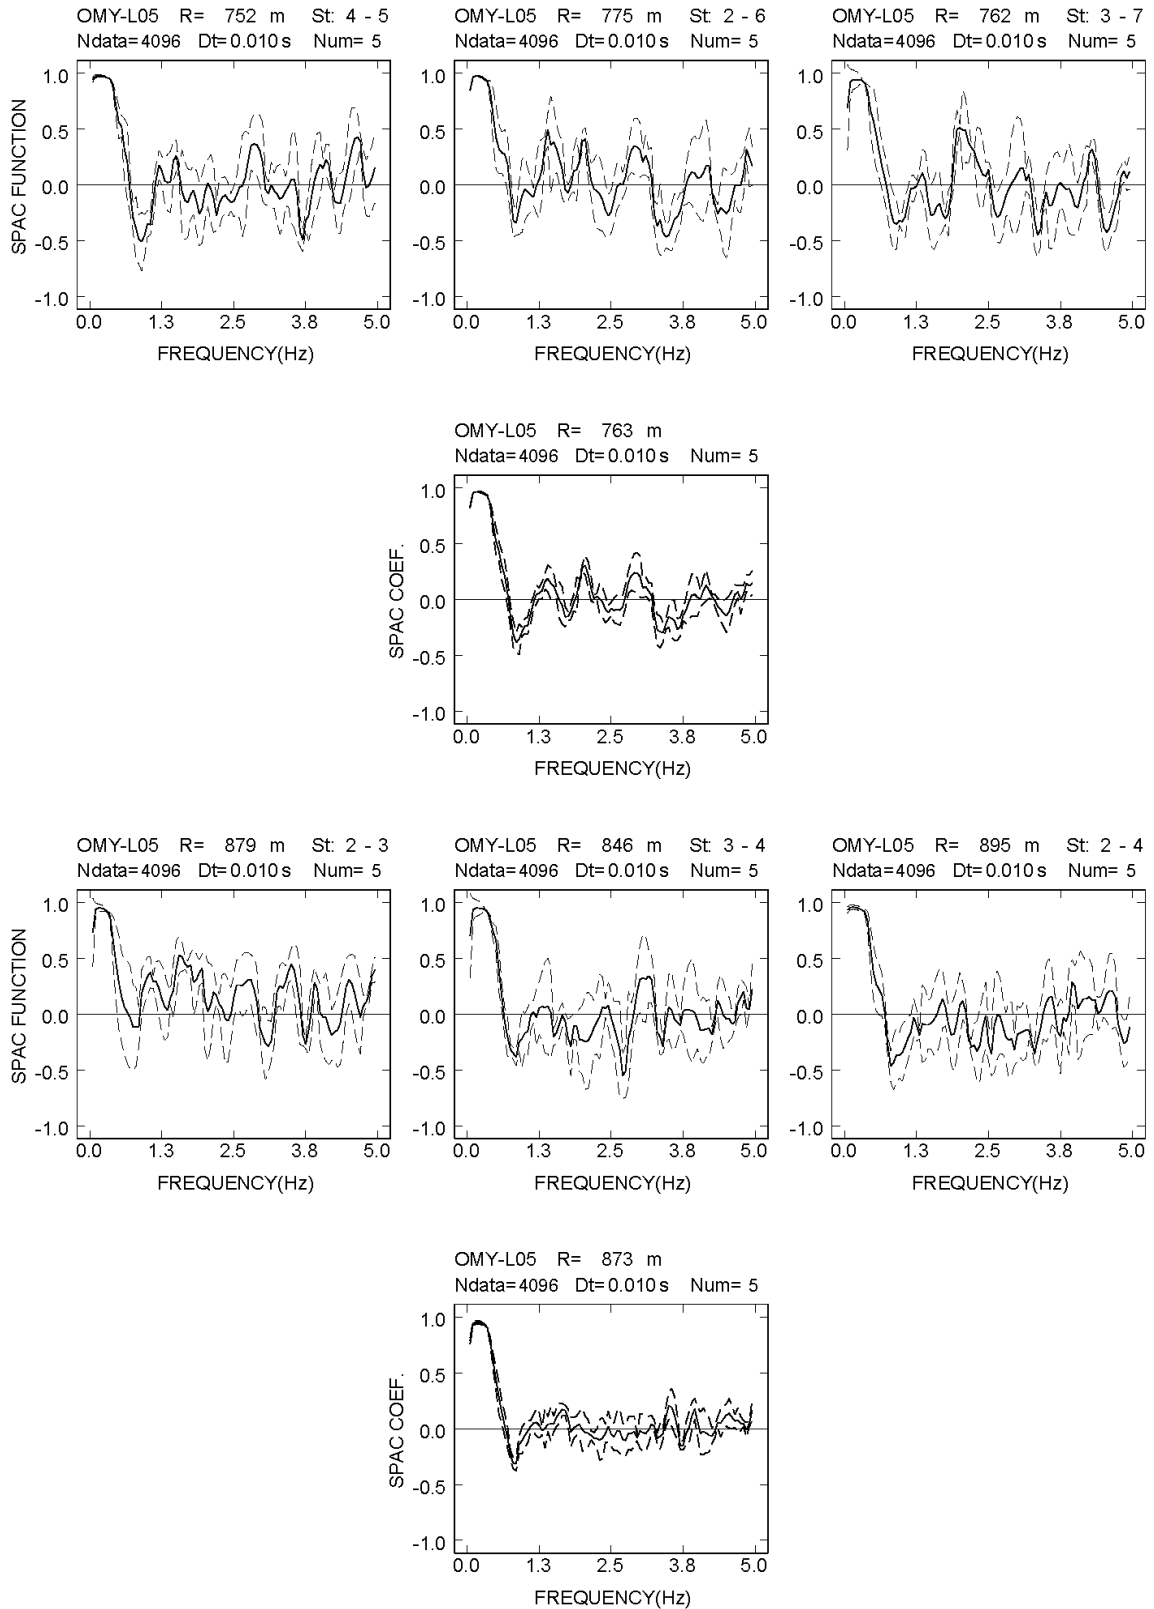 OMY-L05 R= 752 m St: 4 - 5
Ndata=4096 Dt=0.010s Num= 5
SPAC FUNCTION
1.0
0.5
0.0
-0.5
-1.0
0.0 1.3 2.5 3.8 5.0
FREQUENCY(Hz)
OMY-L05 R= 775 m St: 2 - 6
Ndata=4096 Dt=0.010s Num= 5
1.0
0.5
0.0
-0.5
-1.0
0.0 1.3 2.5 3.8 5.0
FREQUENCY(Hz)
OMY-L05 R= 762 m St: 3 - 7
Ndata=4096 Dt=0.010s Num= 5
1.0
0.5
0.0
-0.5
-1.0
0.0 1.3 2.5 3.8 5.0
FREQUENCY(Hz)
OMY-L05 R= 763 m
Ndata=4096 Dt=0.010s Num= 5
SPAC COEF.
1.0
0.5
0.0
-0.5
-1.0
0.0 1.3 2.5 3.8 5.0
FREQUENCY(Hz)
OMY-L05 R= 879 m St: 2 - 3
Ndata=4096 Dt=0.010s Num= 5
SPAC FUNCTION
1.0
0.5
0.0
-0.5
-1.0
0.0 1.3 2.5 3.8 5.0
FREQUENCY(Hz)
OMY-L05 R= 846 m St: 3 - 4
Ndata=4096 Dt=0.010s Num= 5
1.0
0.5
0.0
-0.5
-1.0
0.0 1.3 2.5 3.8 5.0
FREQUENCY(Hz)
OMY-L05 R= 895 m St: 2 - 4
Ndata=4096 Dt=0.010s Num= 5
1.0
0.5
0.0
-0.5
-1.0
0.0 1.3 2.5 3.8 5.0
FREQUENCY(Hz)
OMY-L05 R= 873 m
Ndata=4096 Dt=0.010s Num= 5
SPAC COEF.
1.0
0.5
0.0
-0.5
-1.0
0.0 1.3 2.5 3.8 5.0
FREQUENCY(Hz)